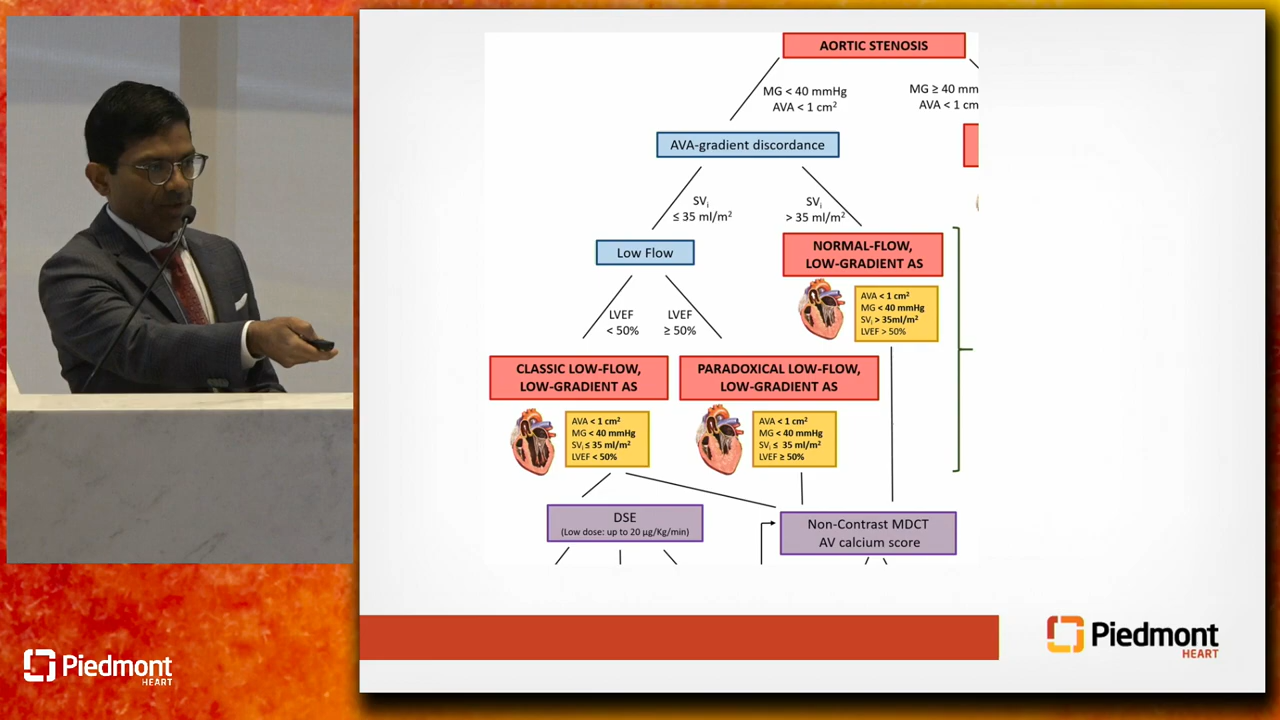 AORTIC STENOSIS
MG < 40 mmHg
AVA < 1 cm²
MG ≥ 40 mm
AVA < 1 cm
AVA-gradient discordance
SVi
≤ 35 ml/m²
SVi
> 35 ml/m²
Low Flow
NORMAL-FLOW,
LOW-GRADIENT AS
AVA < 1 cm²
MG < 40 mmHg
SVi > 35ml/m²
LVEF > 50%
LVEF
< 50%
LVEF
≥ 50%
CLASSIC LOW-FLOW,
LOW-GRADIENT AS
PARADOXICAL LOW-FLOW,
LOW-GRADIENT AS
AVA < 1 cm²
MG < 40 mmHg
SVi ≤ 35 ml/m²
LVEF < 50%
AVA < 1 cm²
MG < 40 mmHg
SVi ≤ 35 ml/m²
LVEF ≥ 50%
DSE
(Low dose: up to 20 µg/Kg/min)
Non-Contrast MDCT
AV calcium score
Piedmont
HEART
Piedmont
HEART